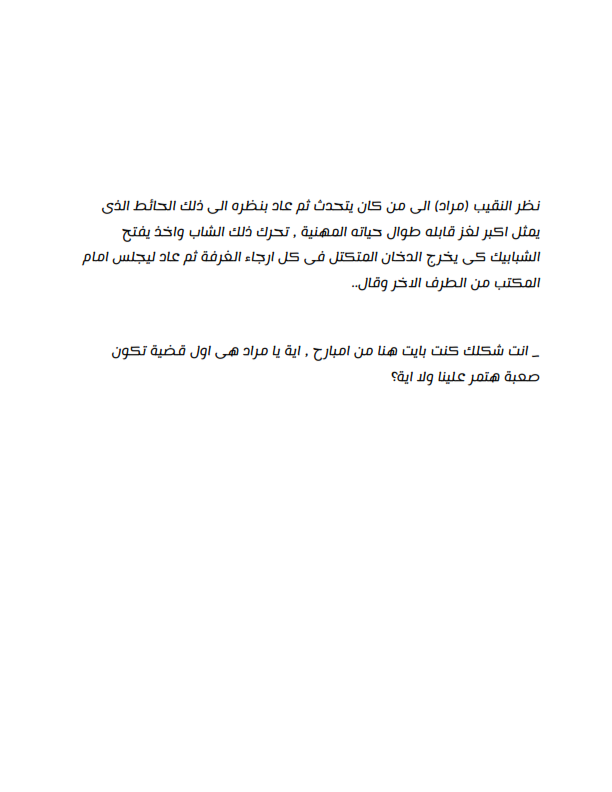 نظر النقيب (مراد) الى من كان يتحدث ثم عاد بنظره الى ذلك الحائط الذى
يمثل اكبر لغز قابله طوال حياته المهنية , تحرك ذلك الشاب واخذ يفتح
الشبابيك كى يخرج الدخان المتكتل فى كل ارجاء الغرفة ثم عاد ليجلس امام
المكتب من الطرف الاخر وقال..
_ انت شكلك كنت بايت هنا من امبارح , اية يا مراد هى اول قضية تكون
صعبة هتمر علينا ولا اية؟